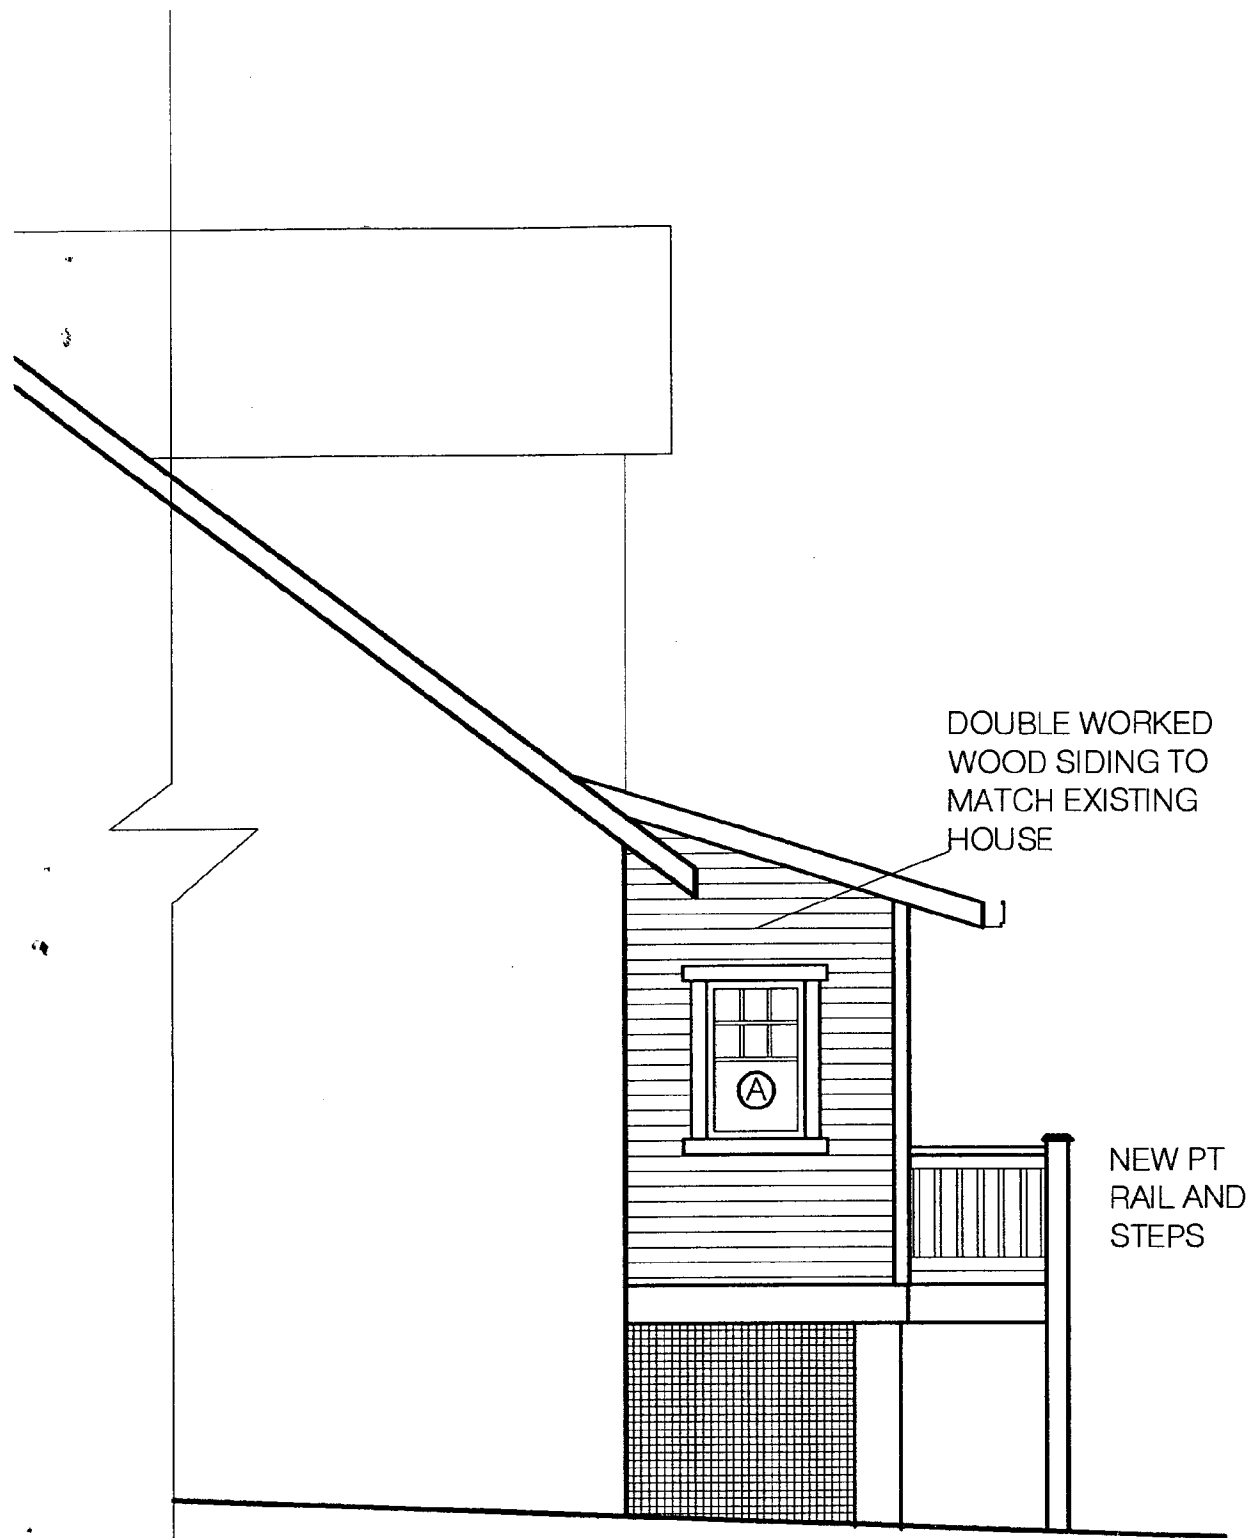 DOUBLE WORKED
WOOD SIDING TO
MATCH EXISTING
HOUSE
A
NEW PT
RAIL AND
STEPS